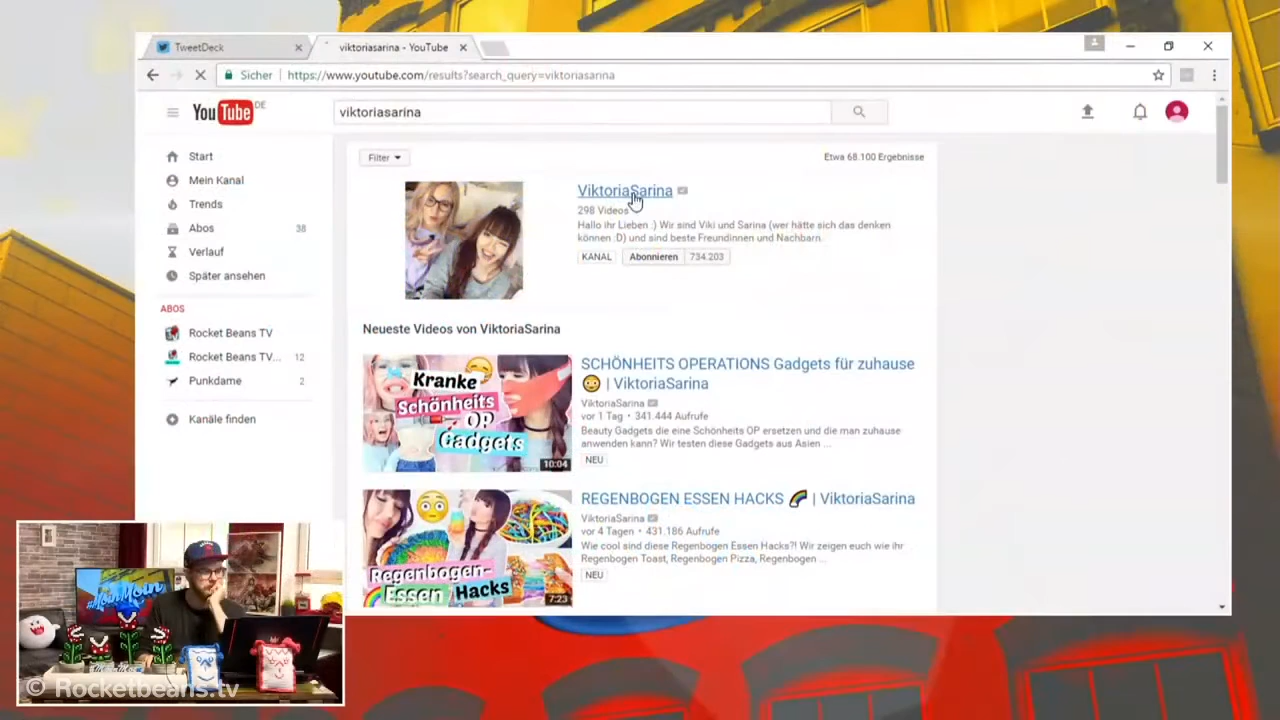 TweetDeck
viktoriasarina - YouTube
Sicher
https://www.youtube.com/results?search_query=viktoriasarina
YouTube DE
viktoriasarina
Start
Mein Kanal
Trends
Abos 38
Verlauf
Später ansehen
ABOS
Rocket Beans TV
Rocket Beans TV... 12
Punkdame 2
Kanäle finden
Filter
Etwa 68.100 Ergebnisse
ViktoriaSarina
298 Videos
Hallo ihr Lieben :) Wir sind Viki und Sarina (wer hätte sich das denken
können :D) und sind beste Freundinnen und Nachbarn.
KANAL Abonnieren 734.203
Neueste Videos von ViktoriaSarina
Kranke
Schönheits
OP
Gadgets
10:04
SCHÖNHEITS OPERATIONS Gadgets für zuhause
😳 | ViktoriaSarina
ViktoriaSarina
vor 1 Tag • 341.444 Aufrufe
Beauty Gadgets die eine Schönheits OP ersetzen und die man zuhause
anwenden kann? Wir testen diese Gadgets aus Asien ...
NEU
Regenbogen-
Essen Hacks
7:23
REGENBOGEN ESSEN HACKS 🌈 | ViktoriaSarina
ViktoriaSarina
vor 4 Tagen • 431.186 Aufrufe
Wie cool sind diese Regenbogen Essen Hacks?! Wir zeigen euch wie ihr
Regenbogen Toast, Regenbogen Pizza, Regenbogen ...
NEU
#MoinMoin
© Rocketbeans.tv